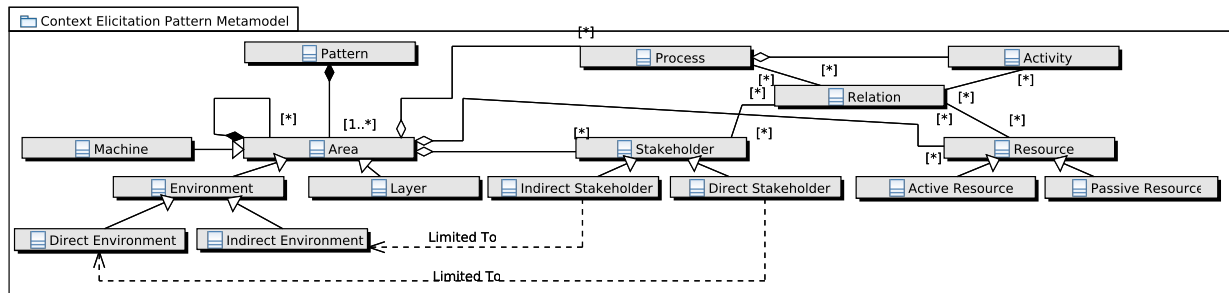 Context Elicitation Pattern Metamodel
[*]
Pattern
Process
Activity
[*]
[*]
[*]
[*]
Relation
[*]
[*]
[1..*]
[*]
[*]
[*]
[*]
Machine
Area
Stakeholder
Resource
[*]
Environment
Layer
Indirect Stakeholder
Direct Stakeholder
Active Resource
Passive Resource
Direct Environment
Indirect Environment
Limited To
Limited To